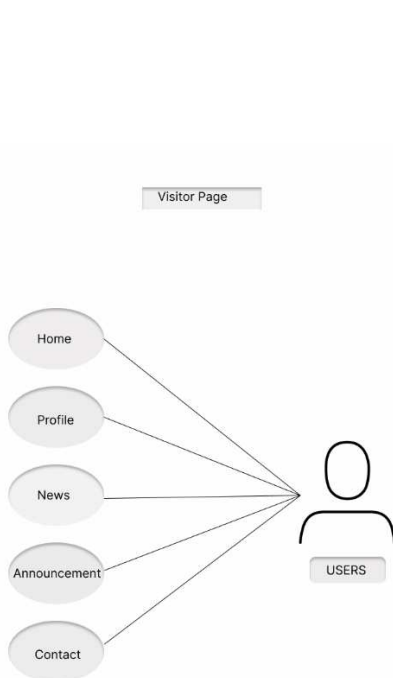 Visitor Page
Home
Profile
News
Announcement
Contact
USERS